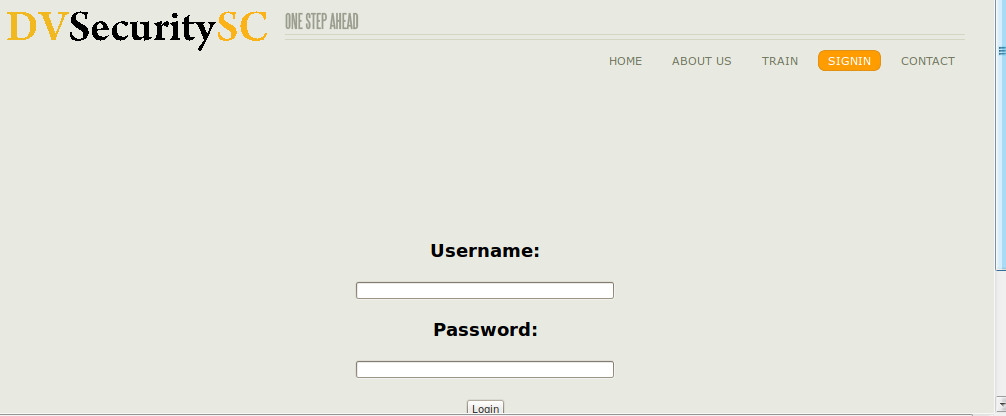 DVSecuritySC
ONE STEP AHEAD
HOME ABOUT US TRAIN SIGNIN CONTACT
Username:
Password:
Login